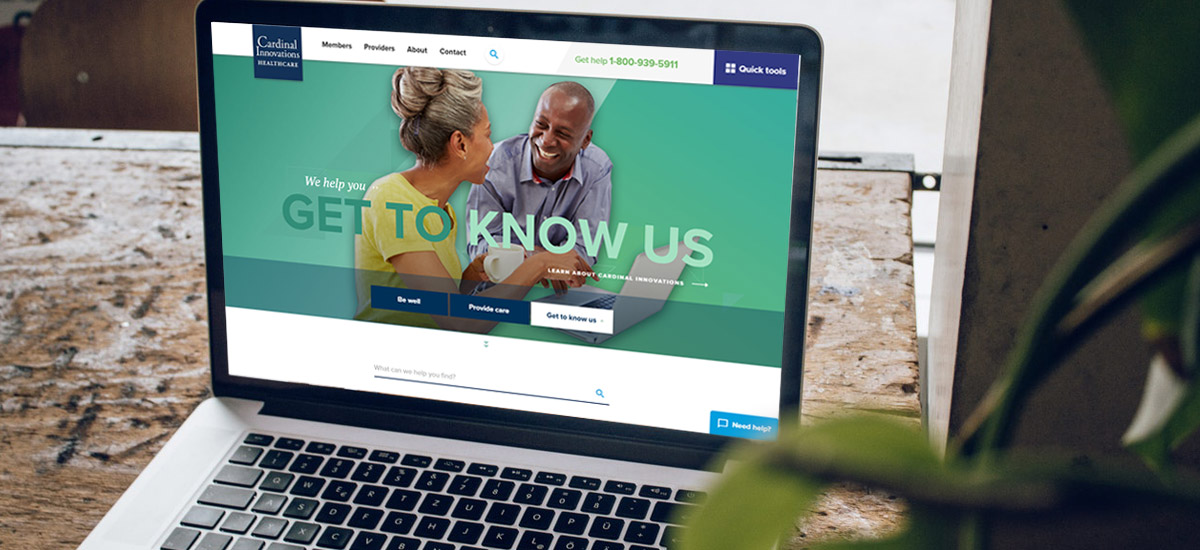 Cardinal
Innovations
HEALTHCARE
Members Providers About Contact
Get help 1-800-939-5911
Quick tools
We help you
GET TO KNOW US
LEARN ABOUT CARDINAL INNOVATIONS
Be well
Provide care
Get to know us
What can we help you find?
Need help?